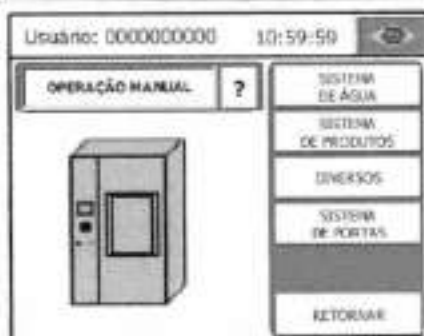 Usuário: 0000000000 10:59:59
OPERAÇÃO MANUAL ?
SISTEMA
DE ÁGUA
SISTEMA
DE PRODUTOS
DIVERSOS
SISTEMA
DE PORTAS
RETORNAR